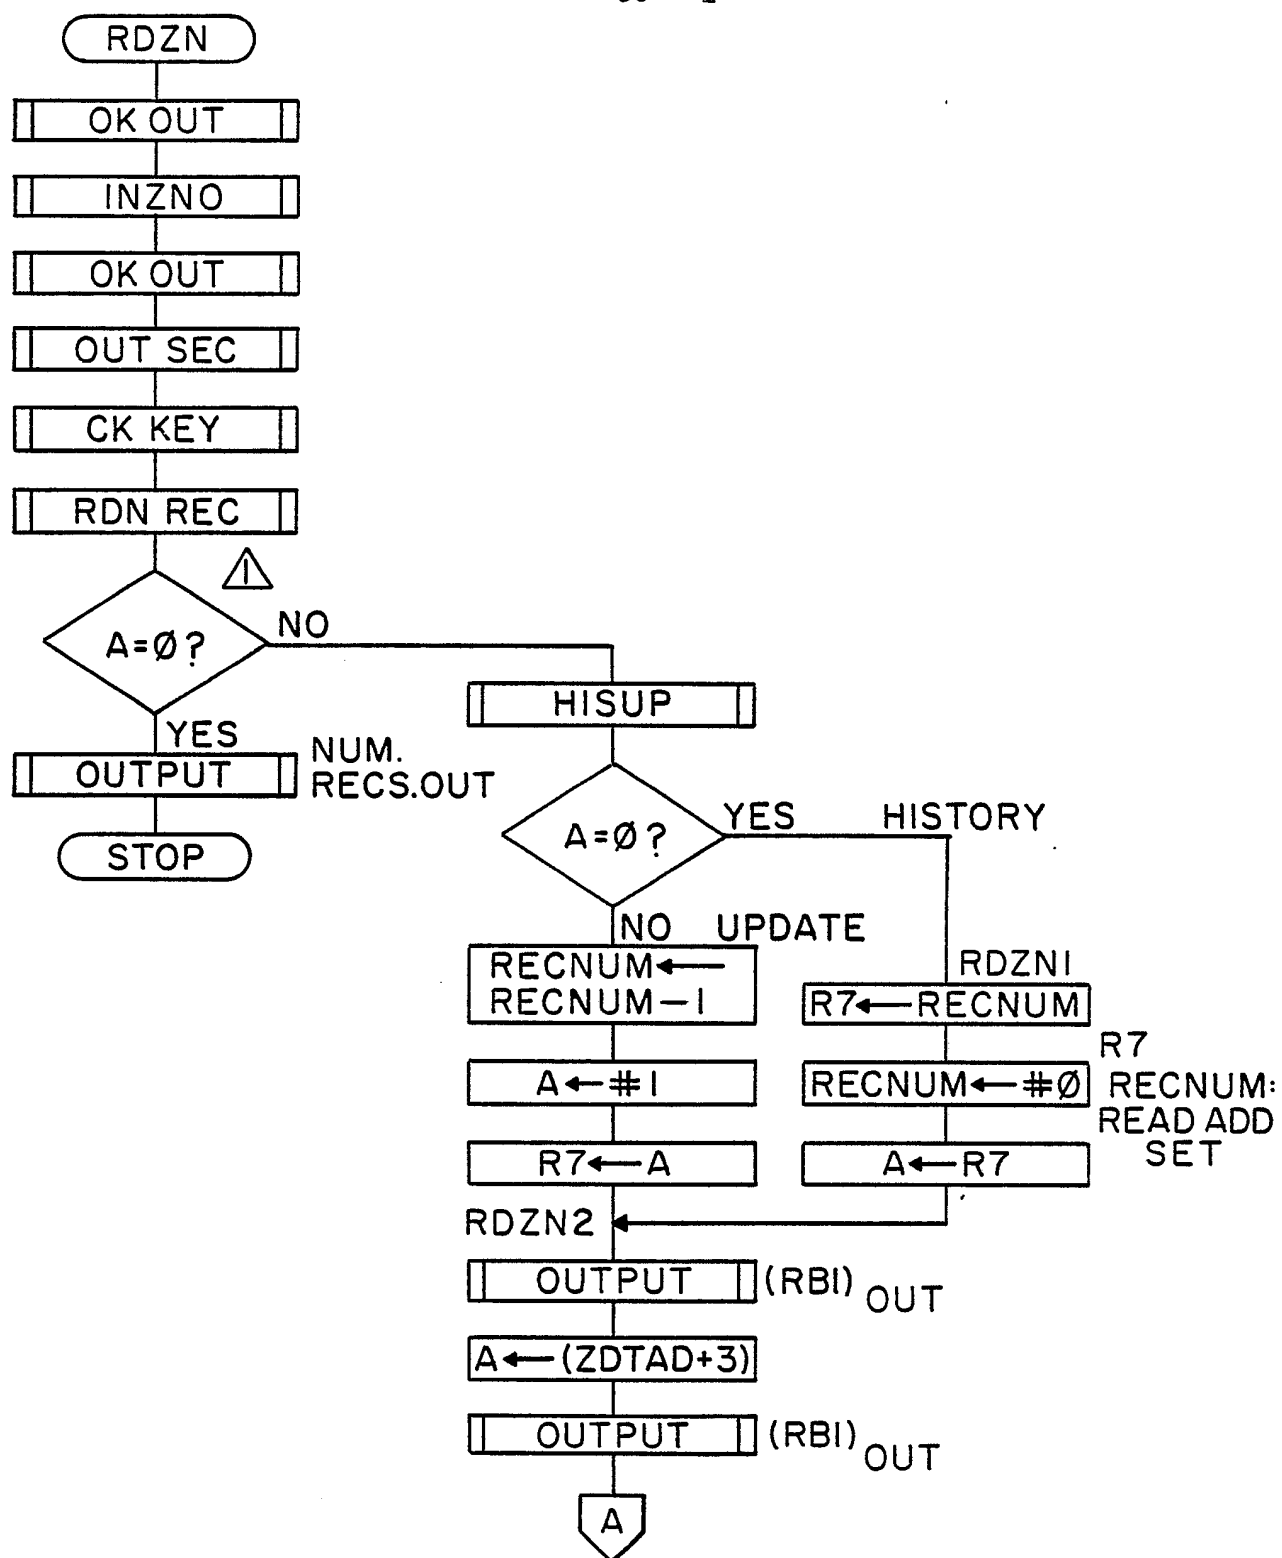 RDZN
OK OUT
INZNO
OK OUT
OUT SEC
CK KEY
RDN REC
1
A=Ø?
NO
YES
OUTPUT
NUM.
RECS.OUT
STOP
HISUP
A=Ø?
YES HISTORY
NO UPDATE
RECNUM←
RECNUM–1
A←#1
R7←A
RDZN1
R7←RECNUM
RECNUM←#Ø
A←R7
R7
RECNUM:
READ ADD
SET
RDZN2
OUTPUT (RBI) OUT
A←(ZDTAD+3)
OUTPUT (RBI) OUT
A